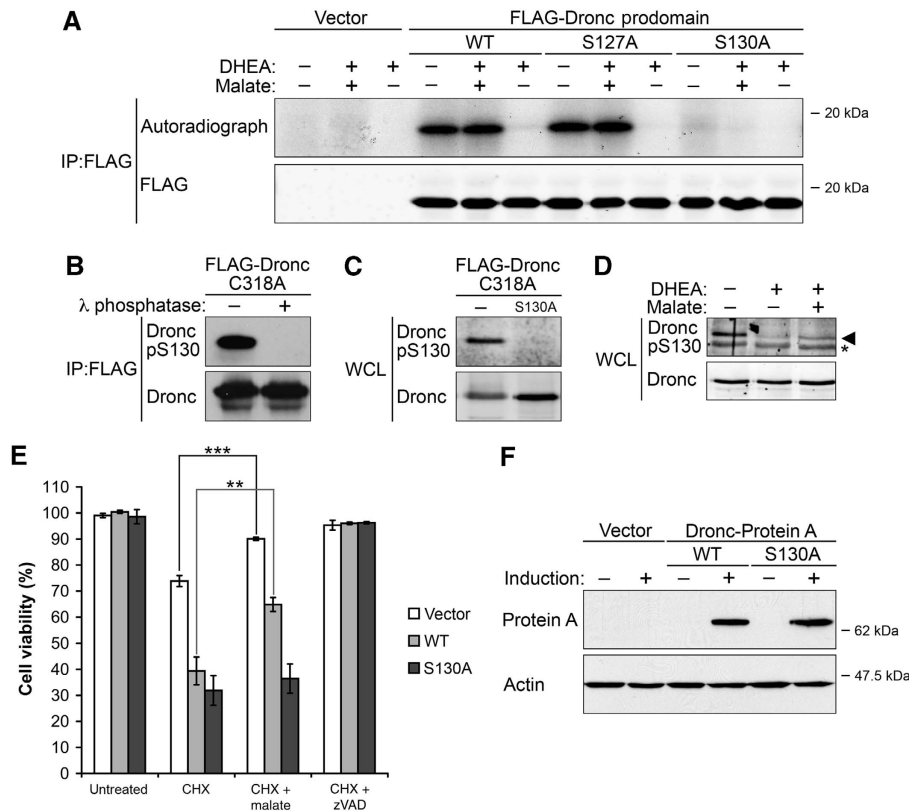 A
Vector
FLAG-Dronc prodomain
WT S127A S130A
DHEA: – + + – + + – + + – + +
Malate: – + – – + – – + – – + –
IP:FLAG
Autoradiograph
– 20 kDa
FLAG
– 20 kDa
B
FLAG-Dronc
C318A
λ phosphatase: – +
IP:FLAG
Dronc
pS130
Dronc
C
FLAG-Dronc
C318A
– S130A
WCL
Dronc
pS130
Dronc
D
DHEA: – + +
Malate: – – +
WCL
Dronc
pS130
*
Dronc
E
***
**
Cell viability (%)
110
100
90
80
70
60
50
40
30
20
10
0
Untreated
CHX
CHX +
malate
CHX +
zVAD
Vector
WT
S130A
F
Vector
Dronc-Protein A
WT S130A
Induction: – + – + – +
Protein A
– 62 kDa
Actin
– 47.5 kDa